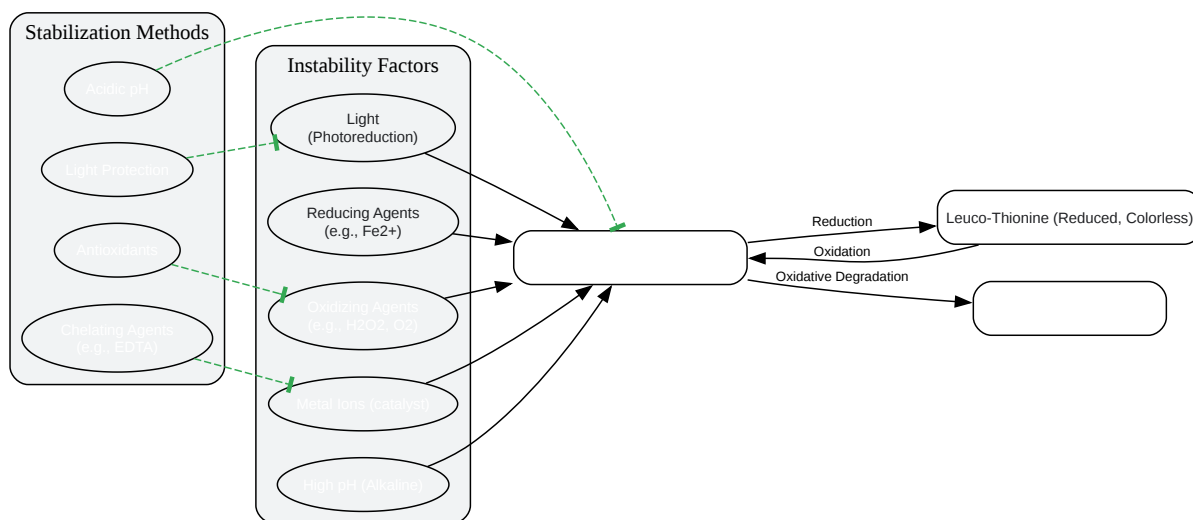 Stabilization Methods
Acidic pH
Light Protection
Antioxidants
Chelating Agents
(e.g., EDTA)
Instability Factors
Light
(Photoreduction)
Reducing Agents
(e.g., Fe2+)
Oxidizing Agents
(e.g., H2O2, O2)
Metal Ions (catalyst)
High pH (Alkaline)
Reduction
Oxidation
Oxidative Degradation
Leuco-Thionine (Reduced, Colorless)